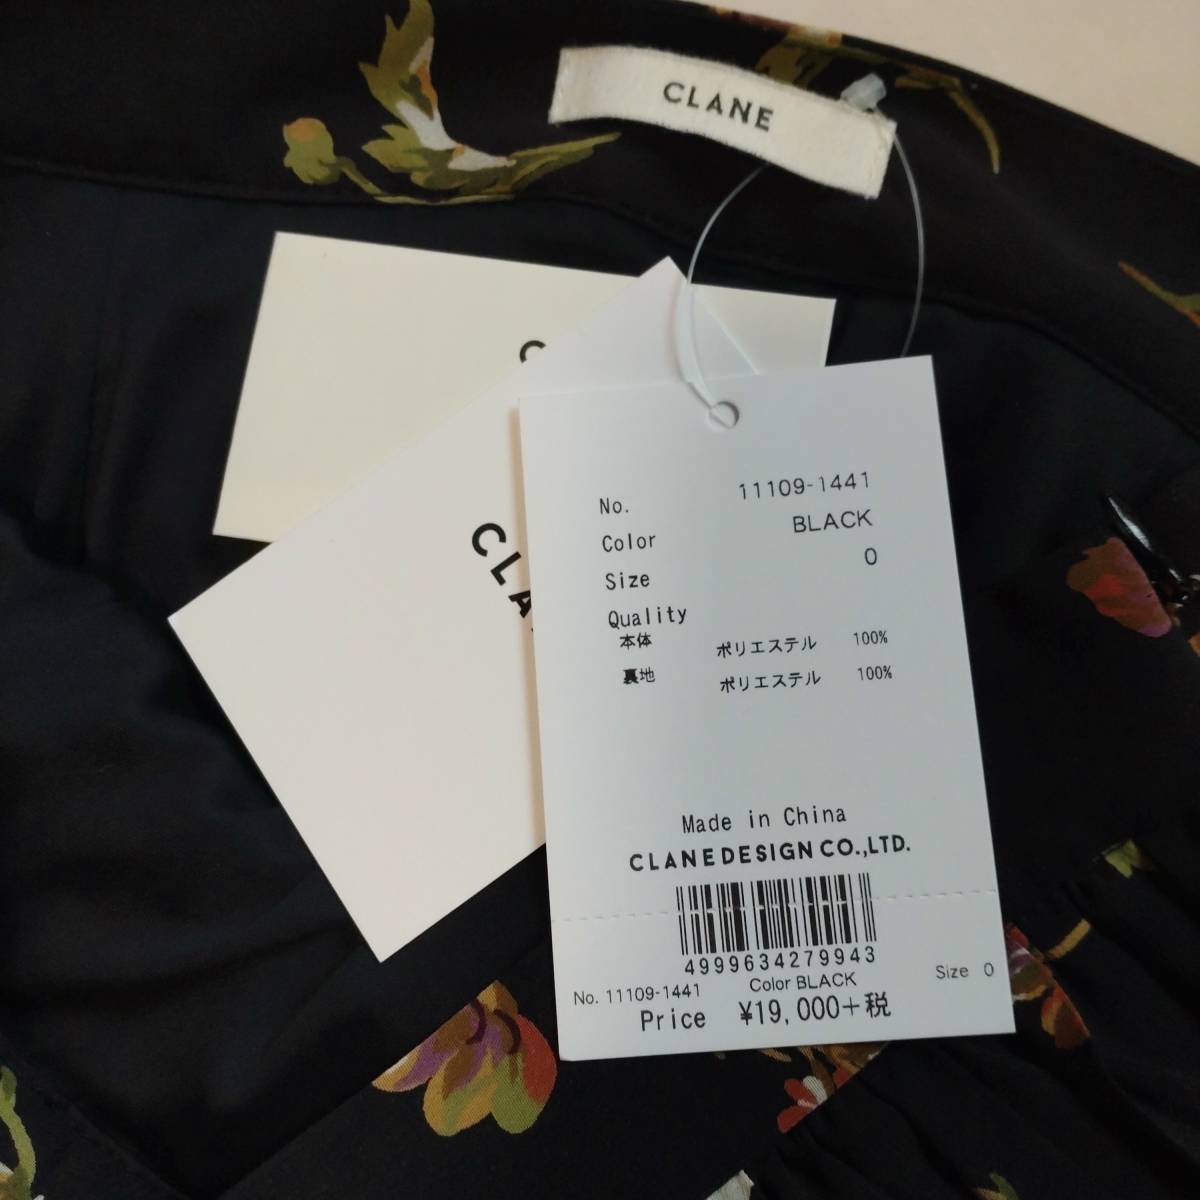 CLANE
No. 11109-1441
Color BLACK
Size 0
Quality
本体 ポリエステル 100%
裏地 ポリエステル 100%
Made in China
CLANE DESIGN CO.,LTD.
4999634279943
No. 11109-1441 Color BLACK Size 0
Price ¥19,000+税